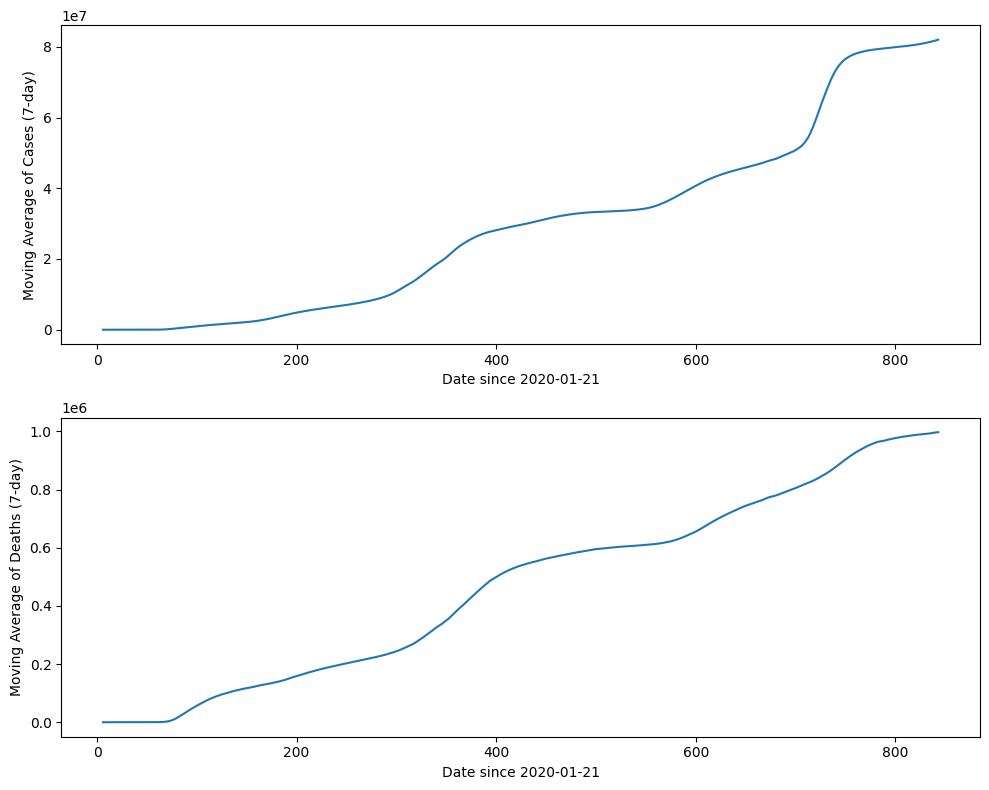 1e7
Moving Average of Cases (7-day)
8
6
4
2
0
0 200 400 600 800
Date since 2020-01-21
1e6
Moving Average of Deaths (7-day)
1.0
0.8
0.6
0.4
0.2
0.0
0 200 400 600 800
Date since 2020-01-21